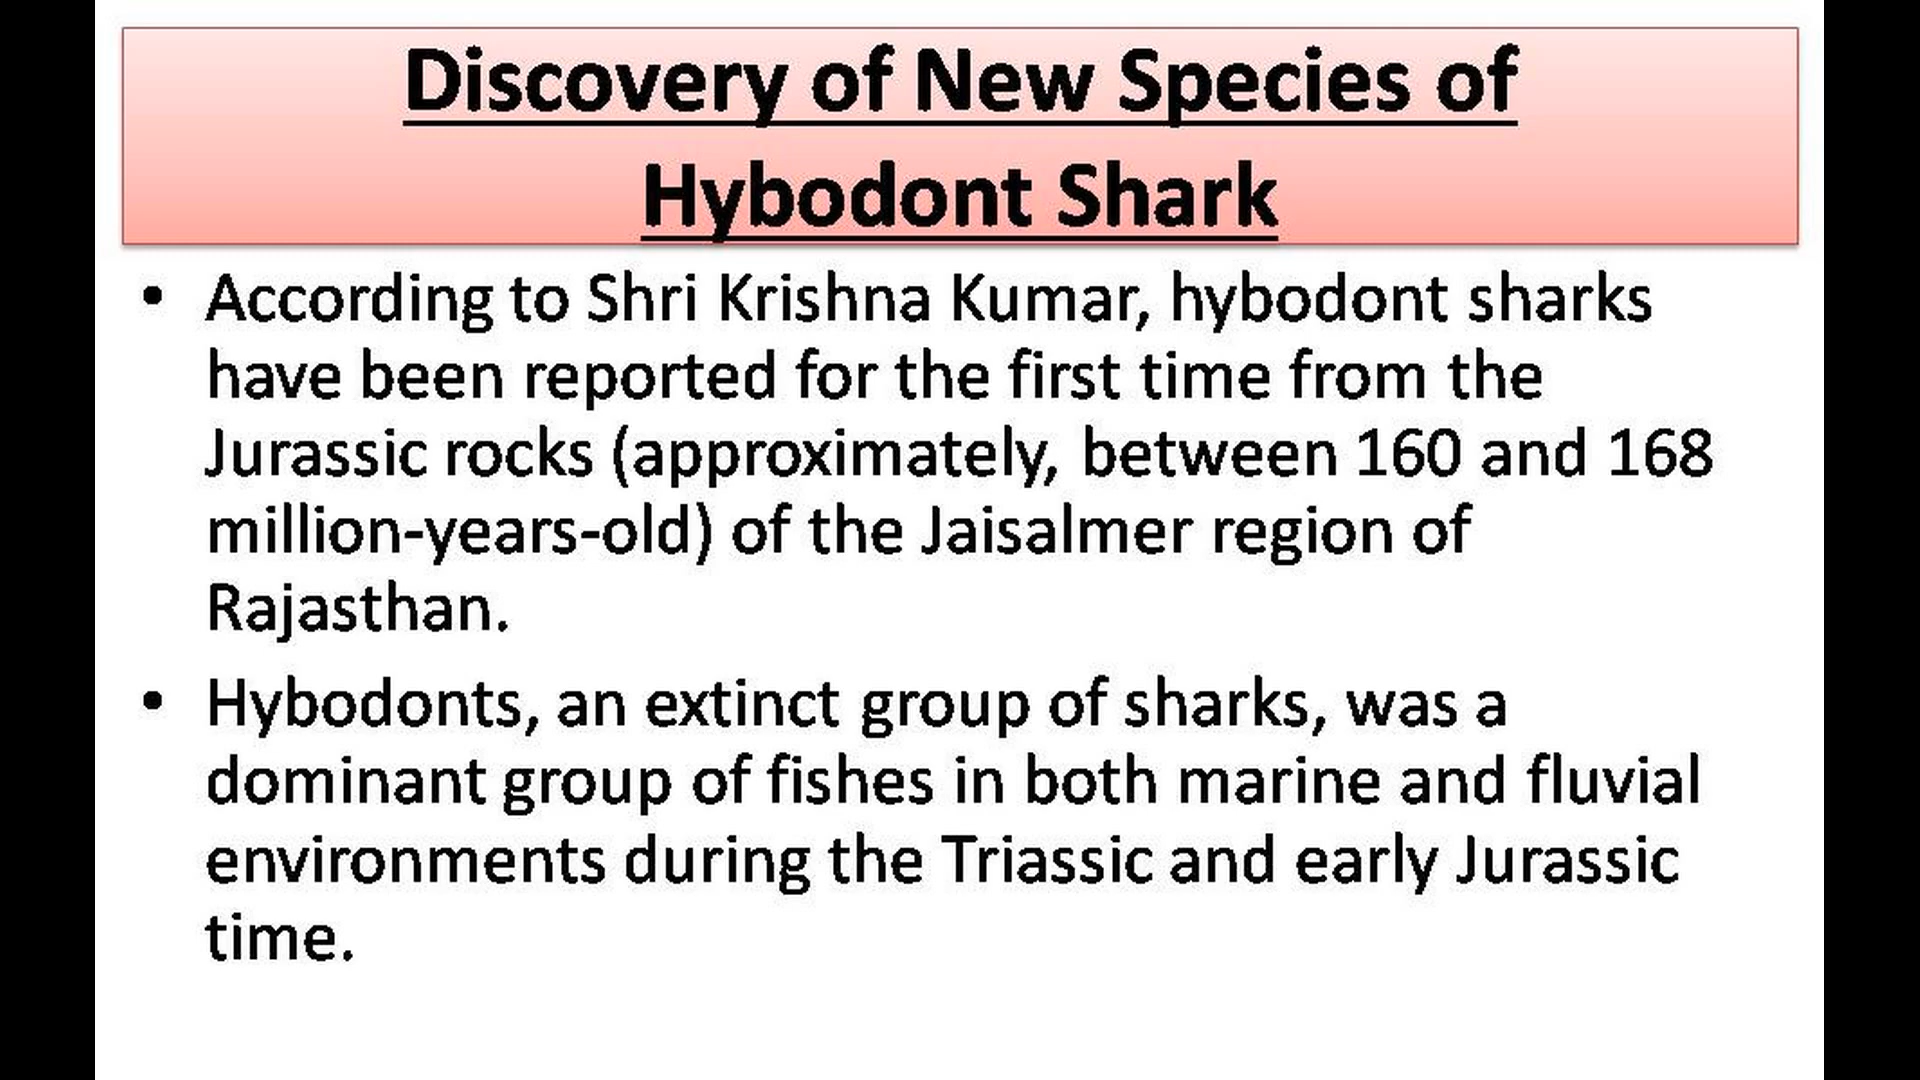 Discovery of New Species of
Hybodont Shark
• According to Shri Krishna Kumar, hybodont sharks
have been reported for the first time from the
Jurassic rocks (approximately, between 160 and 168
million-years-old) of the Jaisalmer region of
Rajasthan.
• Hybodonts, an extinct group of sharks, was a
dominant group of fishes in both marine and fluvial
environments during the Triassic and early Jurassic
time.